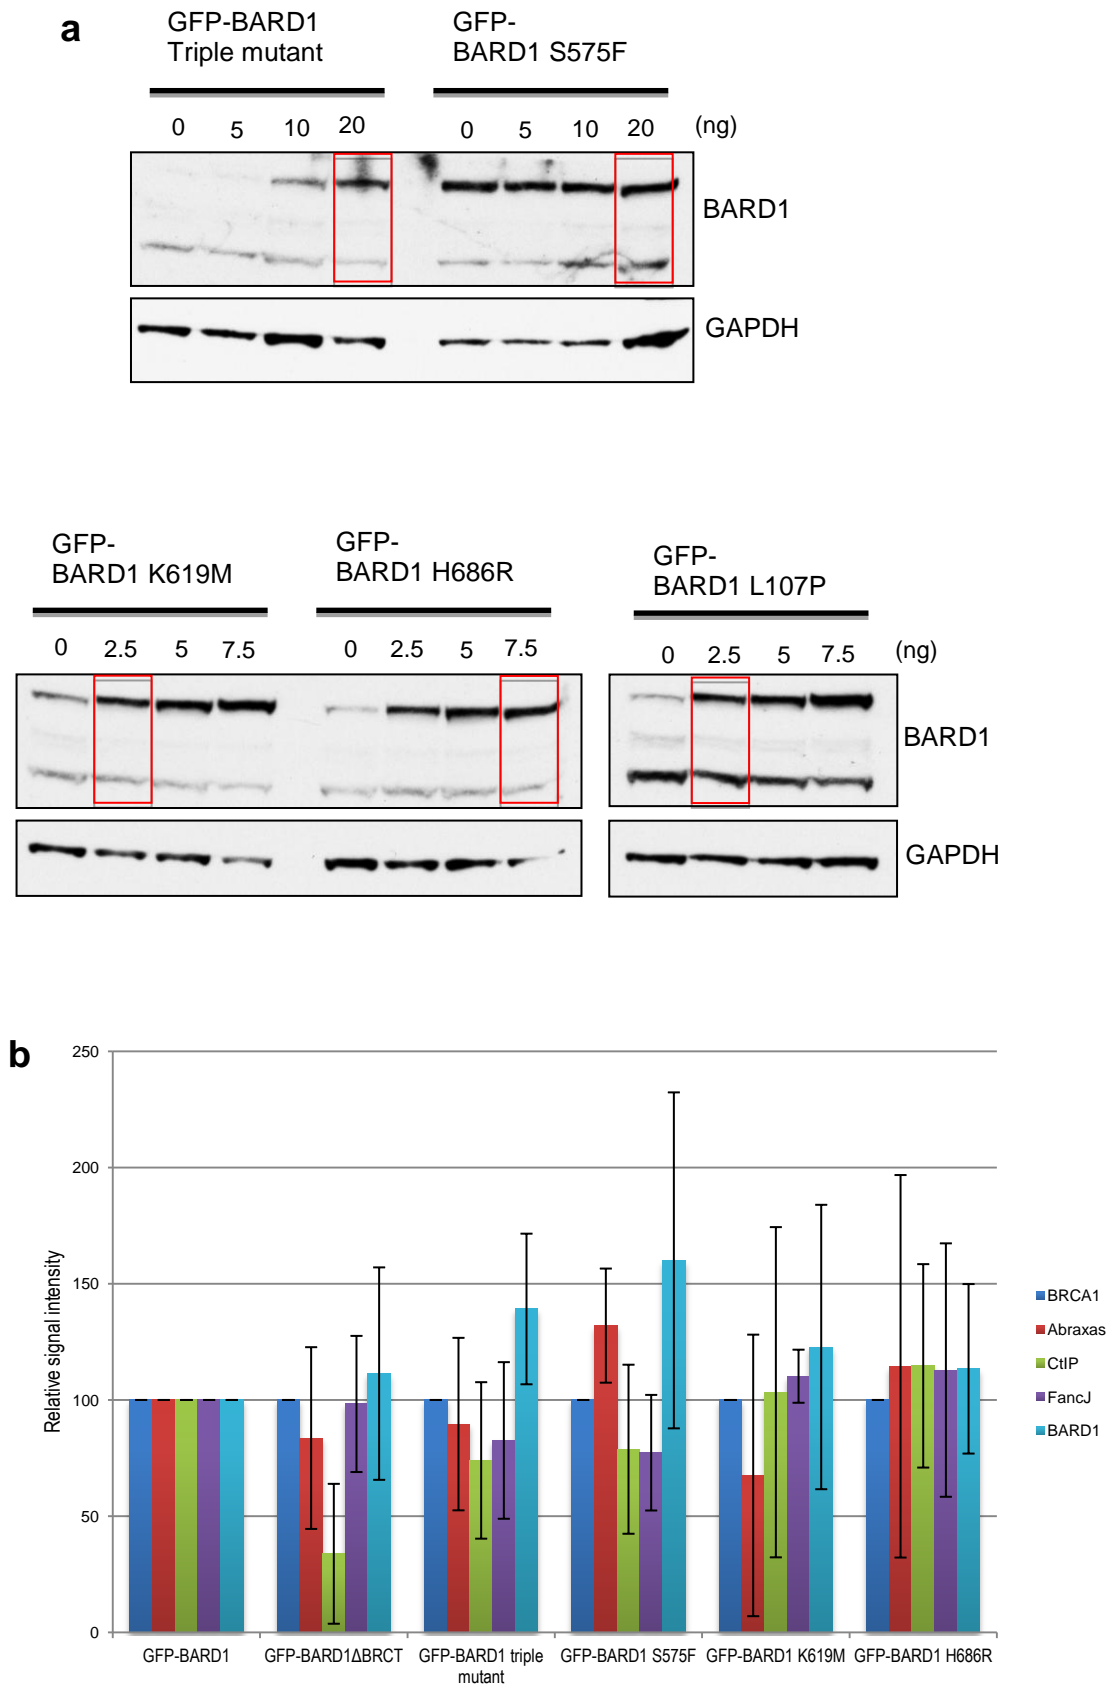 a
GFP-BARD1
Triple mutant
GFP-
BARD1 S575F
0 5 10 20 0 5 10 20 (ng)
BARD1
GAPDH
GFP-
BARD1 K619M
GFP-
BARD1 H686R
GFP-
BARD1 L107P
0 2.5 5 7.5 0 2.5 5 7.5 0 2.5 5 7.5 (ng)
BARD1
GAPDH
b
250
200
150
100
50
0
Relative signal intensity
BRCA1
Abraxas
CtIP
FancJ
BARD1
GFP-BARD1
GFP-BARD1ΔBRCT
GFP-BARD1 triple
mutant
GFP-BARD1 S575F
GFP-BARD1 K619M
GFP-BARD1 H686R